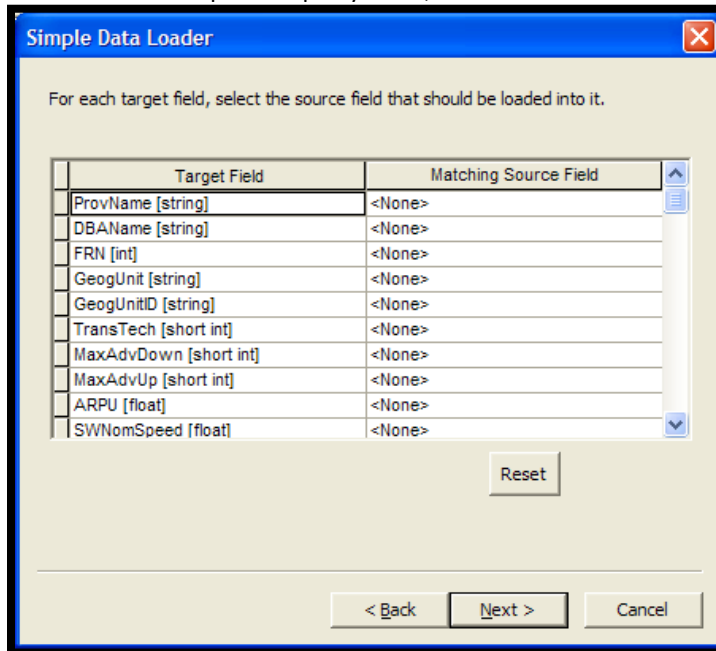 Simple Data Loader
For each target field, select the source field that should be loaded into it.
Target Field Matching Source Field
ProvName [string] <None>
DBAName [string] <None>
FRN [int] <None>
GeogUnit [string] <None>
GeogUnitID [string] <None>
TransTech [short int] <None>
MaxAdvDown [short int] <None>
MaxAdvUp [short int] <None>
ARPU [float] <None>
SWNomSpeed [float] <None>
Reset
< Back Next > Cancel